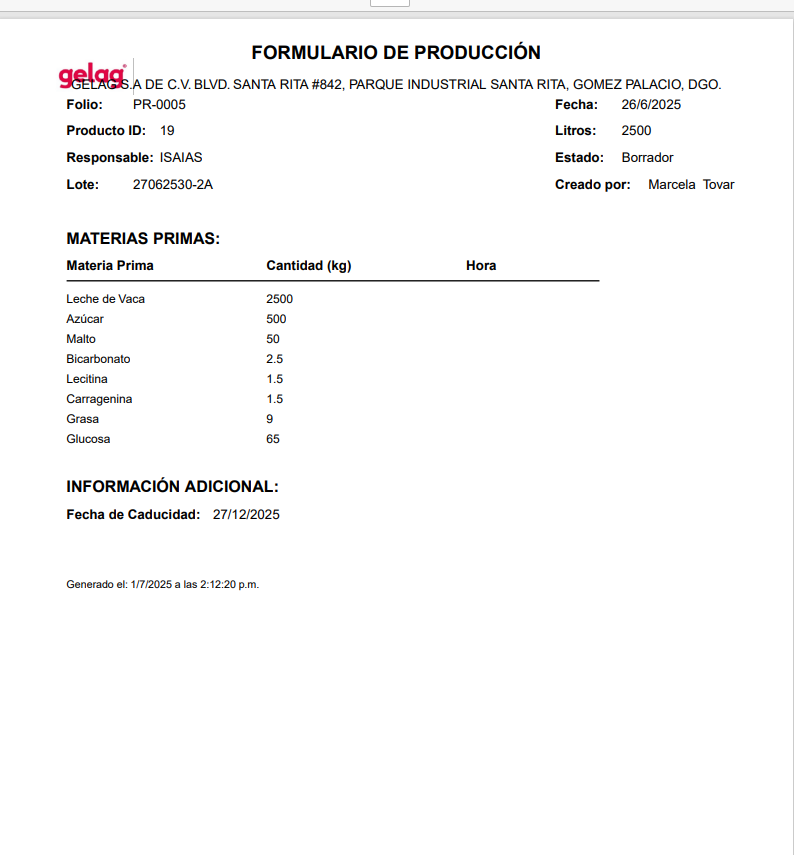 FORMULARIO DE PRODUCCIÓN
gelag®
GELAG S.A DE C.V. BLVD. SANTA RITA #842, PARQUE INDUSTRIAL SANTA RITA, GOMEZ PALACIO, DGO.
Folio: PR-0005 Fecha: 26/6/2025
Producto ID: 19 Litros: 2500
Responsable: ISAIAS Estado: Borrador
Lote: 27062530-2A Creado por: Marcela Tovar
MATERIAS PRIMAS:
Materia Prima Cantidad (kg) Hora
Leche de Vaca 2500
Azúcar 500
Malto 50
Bicarbonato 2.5
Lecitina 1.5
Carragenina 1.5
Grasa 9
Glucosa 65
INFORMACIÓN ADICIONAL:
Fecha de Caducidad: 27/12/2025
Generado el: 1/7/2025 a las 2:12:20 p.m.